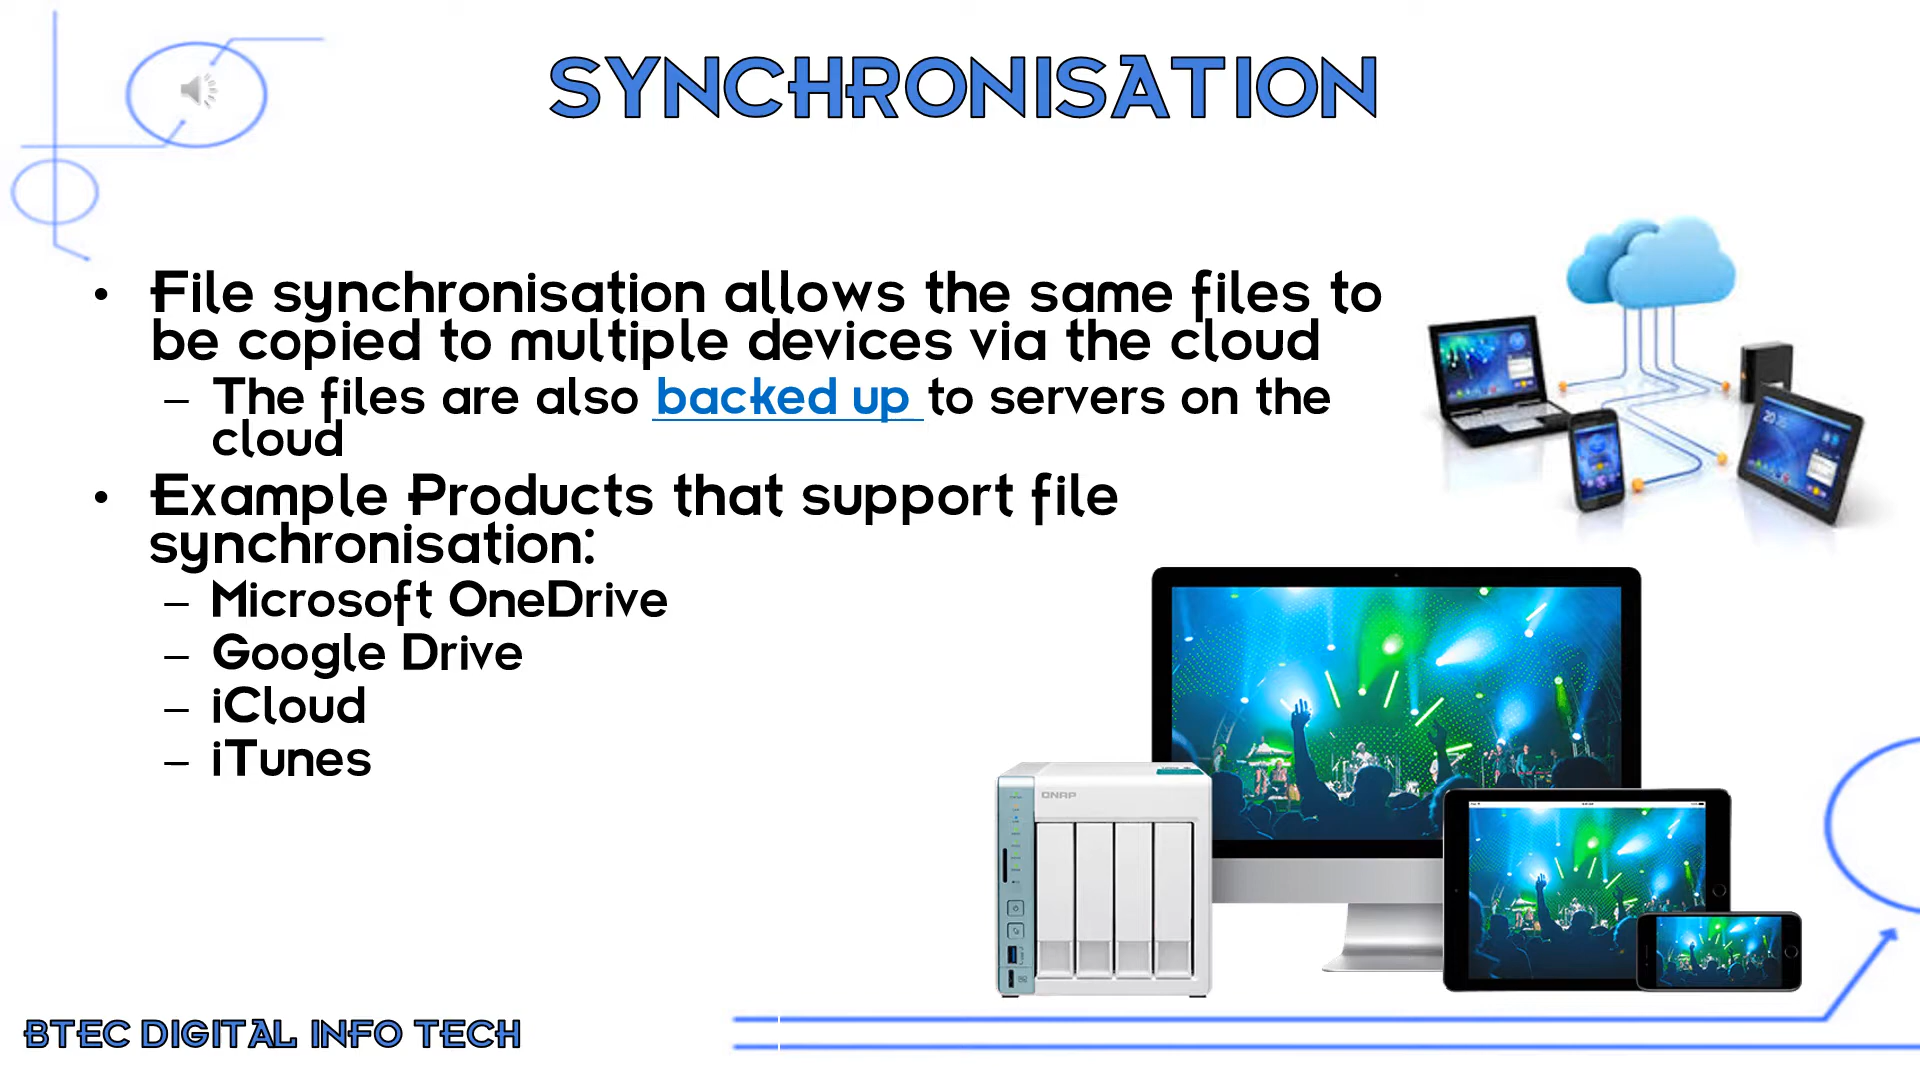 SYNCHRONISATION
• File synchronisation allows the same files to
be copied to multiple devices via the cloud
– The files are also backed up to servers on the
cloud
• Example Products that support file
synchronisation:
– Microsoft OneDrive
– Google Drive
– iCloud
– iTunes
QNAP
BTEC DIGITAL INFO TECH